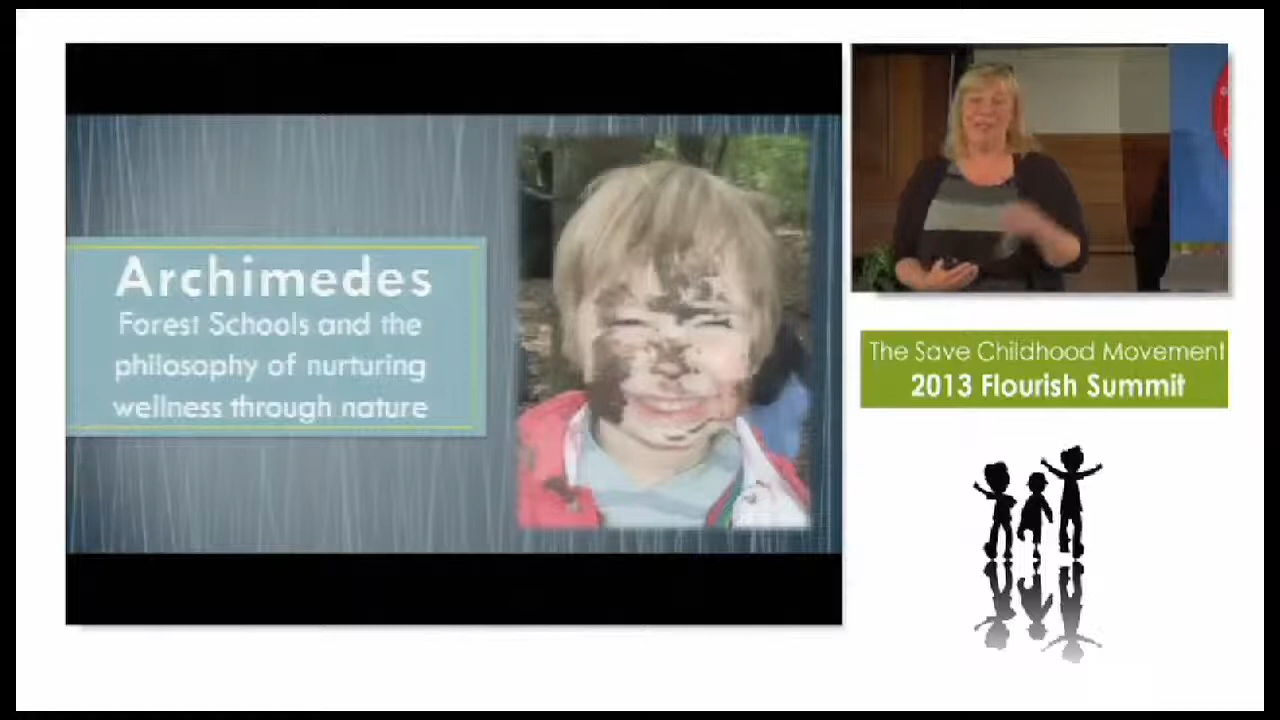 Archimedes
Forest Schools and the
philosophy of nurturing
wellness through nature
The Save Childhood Movement
2013 Flourish Summit